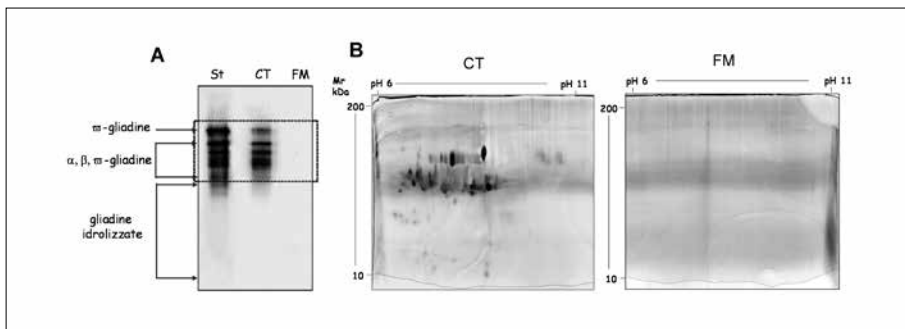 A
St CT FM
ϖ-gliadine
α, β, ϖ-gliadine
gliadine
idrolizzate
B
CT
Mr
kDa
pH 6
pH 11
200
10
FM
pH 6
pH 11
200
10